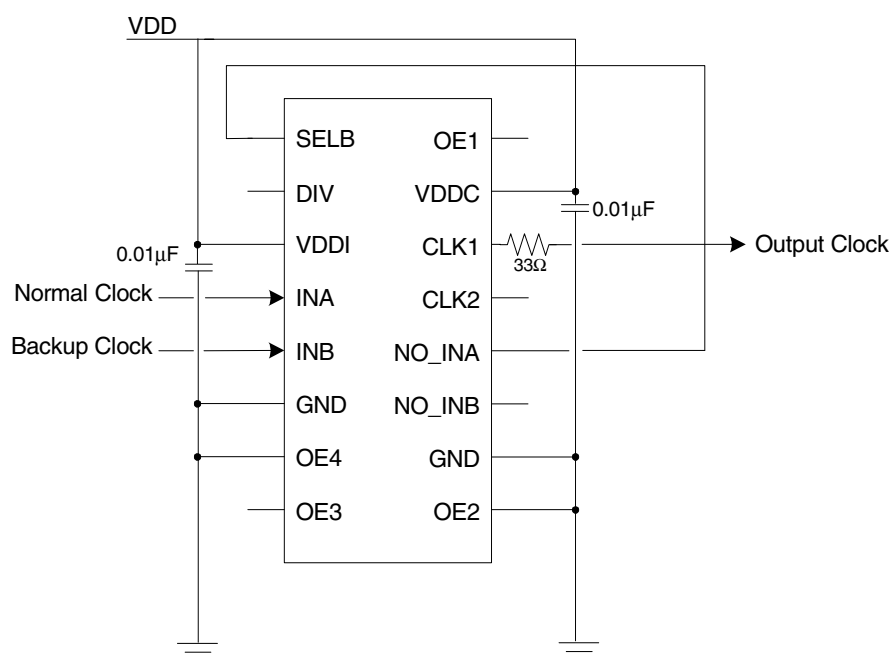 VDD
SELB
OE1
DIV
VDDC
0.01µF
0.01µF
VDDI
CLK1
33Ω
Output Clock
Normal Clock
INA
CLK2
Backup Clock
INB
NO_INA
GND
NO_INB
OE4
GND
OE3
OE2